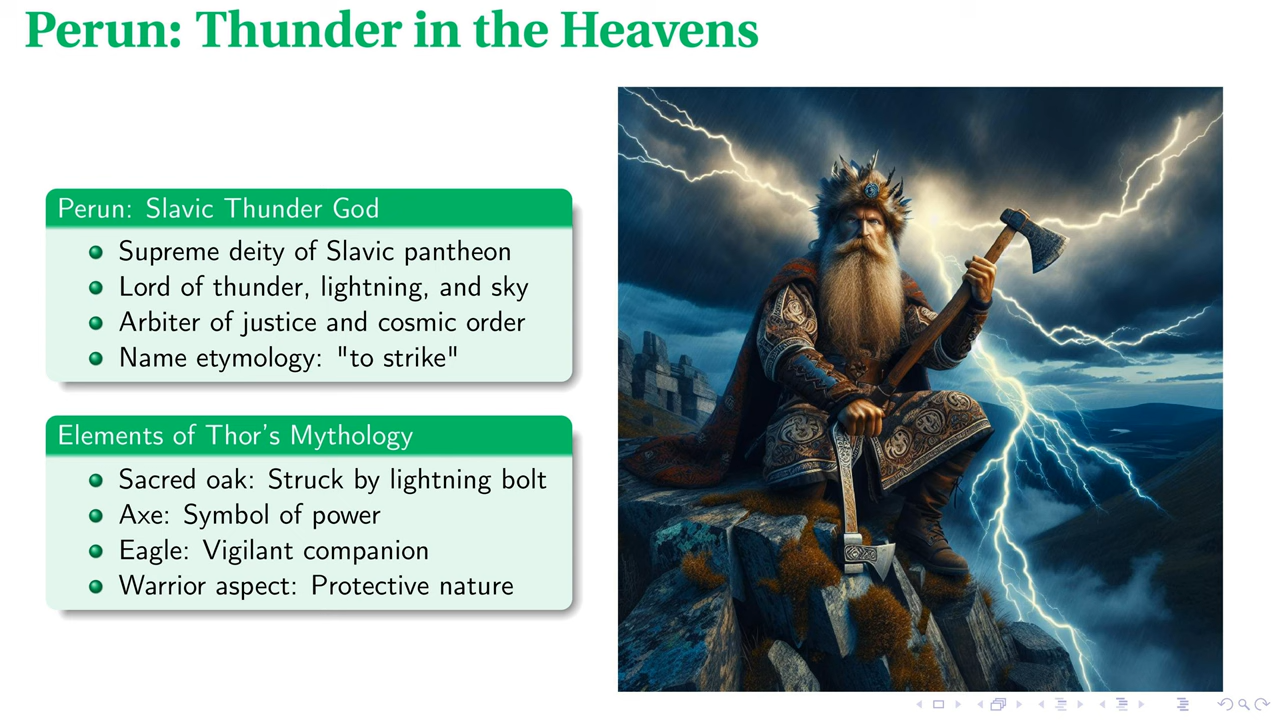 Perun: Thunder in the Heavens
Perun: Slavic Thunder God
Supreme deity of Slavic pantheon
Lord of thunder, lightning, and sky
Arbiter of justice and cosmic order
Name etymology: "to strike"
Elements of Thor's Mythology
Sacred oak: Struck by lightning bolt
Axe: Symbol of power
Eagle: Vigilant companion
Warrior aspect: Protective nature